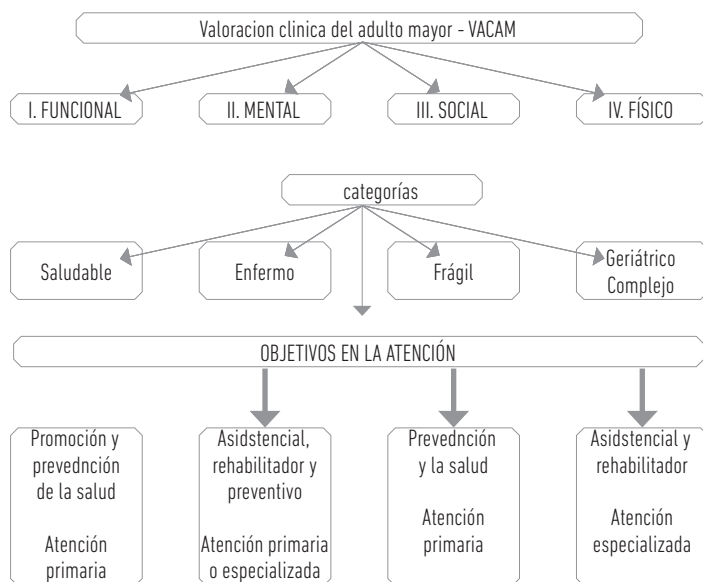 Valoracion clinica del adulto mayor - VACAM
I. FUNCIONAL
II. MENTAL
III. SOCIAL
IV. FÍSICO
categorías
Saludable
Enfermo
Frágil
Geriátrico
Complejo
OBJETIVOS EN LA ATENCIÓN
Promoción y
prevednción
de la salud
Atención
primaria
Asidstencial,
rehabilitador y
preventivo
Atención primaria
o especializada
Prevednción
y la salud
Atención
primaria
Asidstencial y
rehabilitador
Atención
especializada